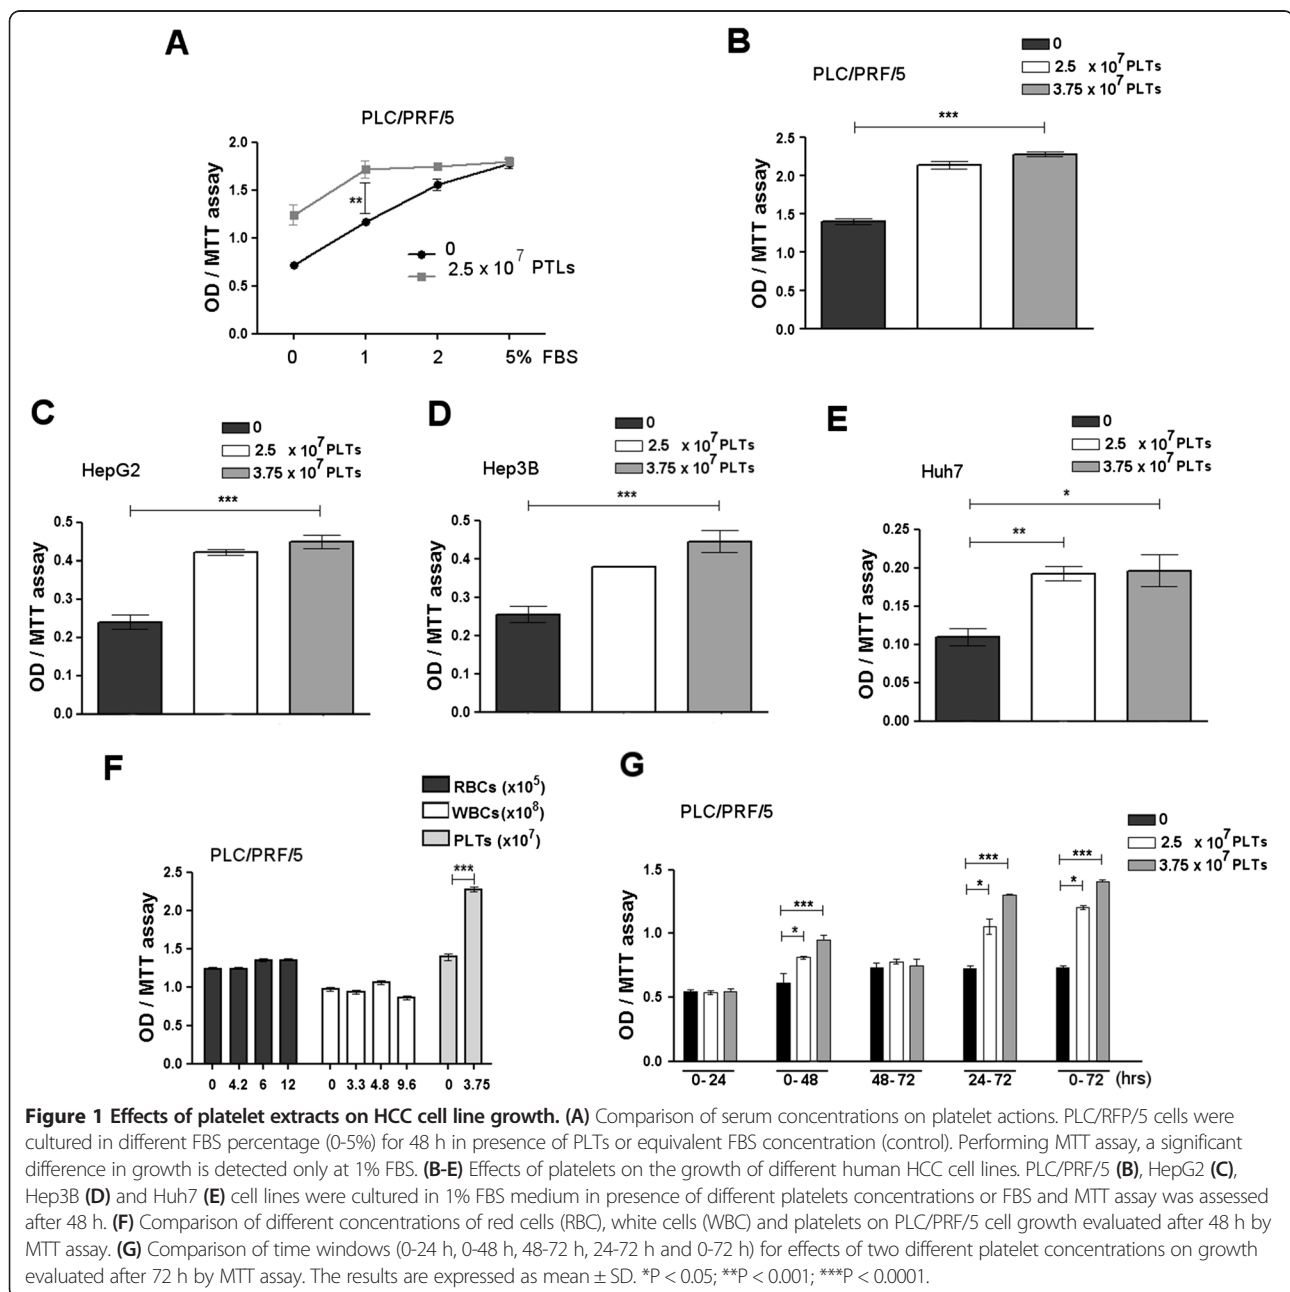 A
PLC/PRF/5
OD / MTT assay
2.0
1.5
1.0
0.5
0.0
**
0
2.5 x 10^7 PTLs
0 1 2 5% FBS
B
0
2.5 x 10^7 PLTs
3.75 x 10^7 PLTs
PLC/PRF/5
***
OD / MTT assay
2.5
2.0
1.5
1.0
0.5
0.0
C
0
2.5 x 10^7 PLTs
3.75 x 10^7 PLTs
HepG2
***
OD / MTT assay
0.5
0.4
0.3
0.2
0.1
0.0
D
0
2.5 x 10^7 PLTs
3.75 x 10^7 PLTs
Hep3B
***
OD / MTT assay
0.5
0.4
0.3
0.2
0.1
0.0
E
0
2.5 x 10^7 PLTs
3.75 x 10^7 PLTs
Huh7
*
**
OD / MTT assay
0.25
0.20
0.15
0.10
0.05
0.00
F
RBCs (x10^5)
WBCs(x10^8)
PLTs (x10^7)
PLC/PRF/5
***
OD / MTT assay
2.5
2.0
1.5
1.0
0.5
0.0
0 4.2 6 12 0 3.3 4.8 9.6 0 3.75
G
PLC/PRF/5
0
2.5 x 10^7 PLTs
3.75 x 10^7 PLTs
OD / MTT assay
1.5
1.0
0.5
0.0
***
*
***
*
***
*
0-24 0-48 48-72 24-72 0-72 (hrs)
Figure 1 Effects of platelet extracts on HCC cell line growth. (A) Comparison of serum concentrations on platelet actions. PLC/RFP/5 cells were
cultured in different FBS percentage (0-5%) for 48 h in presence of PLTs or equivalent FBS concentration (control). Performing MTT assay, a significant
difference in growth is detected only at 1% FBS. (B-E) Effects of platelets on the growth of different human HCC cell lines. PLC/PRF/5 (B), HepG2 (C),
Hep3B (D) and Huh7 (E) cell lines were cultured in 1% FBS medium in presence of different platelets concentrations or FBS and MTT assay was assessed
after 48 h. (F) Comparison of different concentrations of red cells (RBC), white cells (WBC) and platelets on PLC/PRF/5 cell growth evaluated after 48 h by
MTT assay. (G) Comparison of time windows (0-24 h, 0-48 h, 48-72 h, 24-72 h and 0-72 h) for effects of two different platelet concentrations on growth
evaluated after 72 h by MTT assay. The results are expressed as mean ± SD. *P < 0.05; **P < 0.001; ***P < 0.0001.